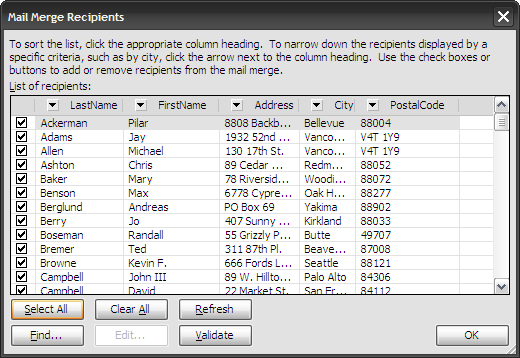 Mail Merge Recipients
To sort the list, click the appropriate column heading. To narrow down the recipients displayed by a
specific criteria, such as by city, click the arrow next to the column heading. Use the check boxes or
buttons to add or remove recipients from the mail merge.
List of recipients:
LastName FirstName Address City PostalCode
Ackerman Pilar 8808 Backb... Bellevue 88004
Adams Jay 1932 52nd ... Vanco... V4T 1Y9
Allen Michael 130 17th St. Vanco... V4T 1Y9
Ashton Chris 89 Cedar ... Redm... 88052
Baker Mary 78 Riversid... Woodi... 88072
Benson Max 6778 Cypre... Oak H... 88277
Berglund Andreas PO Box 69 Yakima 88902
Berry Jo 407 Sunny ... Kirkland 88033
Boseman Randall 55 Grizzly P... Butte 49707
Bremer Ted 311 87th Pl. Beave... 87008
Browne Kevin F. 666 Fords L... Seattle 88121
Campbell John III 89 W. Hillto... Palo Alto 84306
Campbell David 22 Market St. San Fr... 84112
Select All Clear All Refresh
Find... Edit... Validate OK